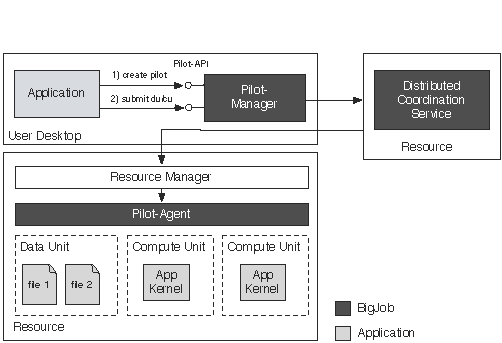 Pilot-API
1) create pilot
Application
2) submit du/cu
Pilot-
Manager
Distributed
Coordination
Service
User Desktop
Resource
Resource Manager
Pilot-Agent
Data Unit
Compute Unit
Compute Unit
file 1
file 2
App
Kernel
App
Kernel
Resource
BigJob
Application